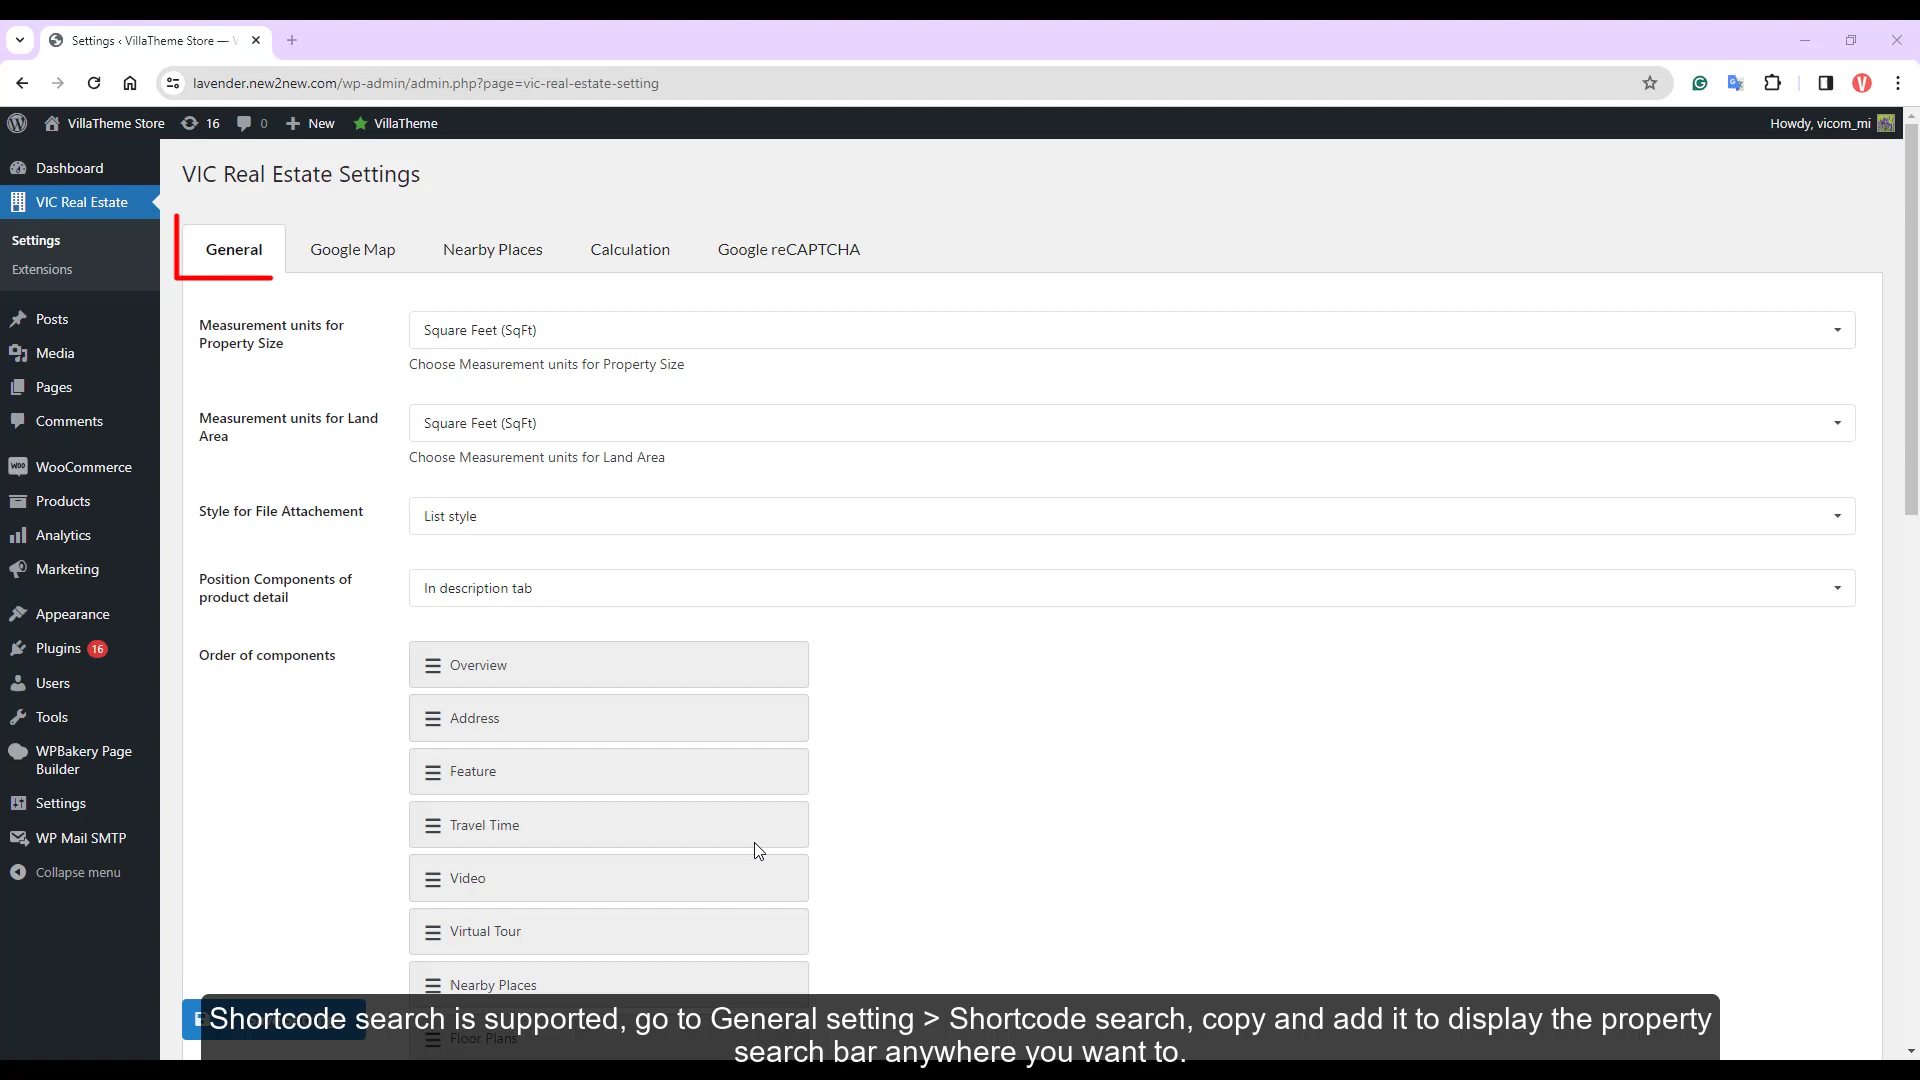 Settings ‹ VillaTheme Store —
lavender.new2new.com/wp-admin/admin.php?page=vic-real-estate-setting
VillaTheme Store 16 0 New VillaTheme Howdy, vicom_mi
Dashboard
VIC Real Estate
Settings
Extensions
Posts
Media
Pages
Comments
WooCommerce
Products
Analytics
Marketing
Appearance
Plugins 16
Users
Tools
WPBakery Page
Builder
Settings
WP Mail SMTP
Collapse menu
VIC Real Estate Settings
General Google Map Nearby Places Calculation Google reCAPTCHA
Measurement units for
Property Size
Square Feet (SqFt)
Choose Measurement units for Property Size
Measurement units for Land
Area
Square Feet (SqFt)
Choose Measurement units for Land Area
Style for File Attachement
List style
Position Components of
product detail
In description tab
Order of components
Overview
Address
Feature
Travel Time
Video
Virtual Tour
Nearby Places
Floor Plans
Shortcode search is supported, go to General setting > Shortcode search, copy and add it to display the property
search bar anywhere you want to.